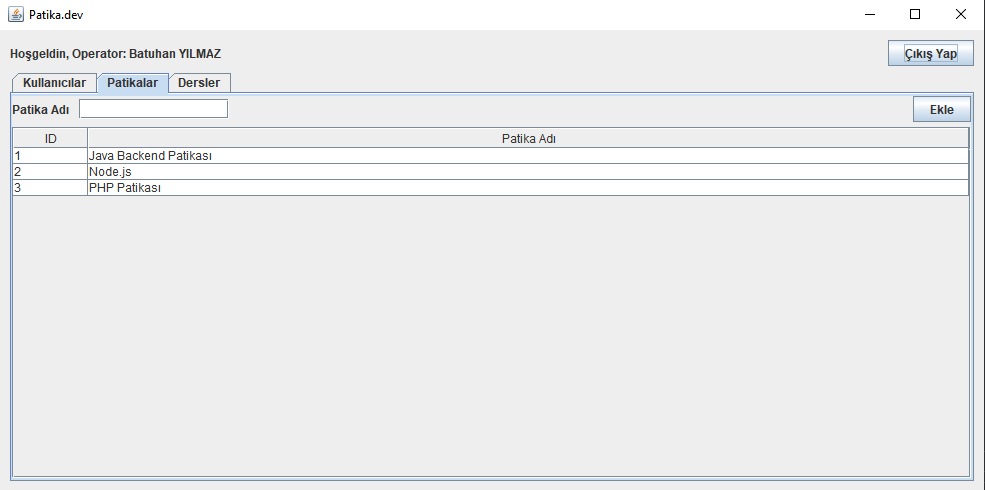 Patika.dev
Hoşgeldin, Operator: Batuhan YILMAZ
Çıkış Yap
Kullanıcılar Patikalar Dersler
Patika Adı
Ekle
ID Patika Adı
1 Java Backend Patikası
2 Node.js
3 PHP Patikası